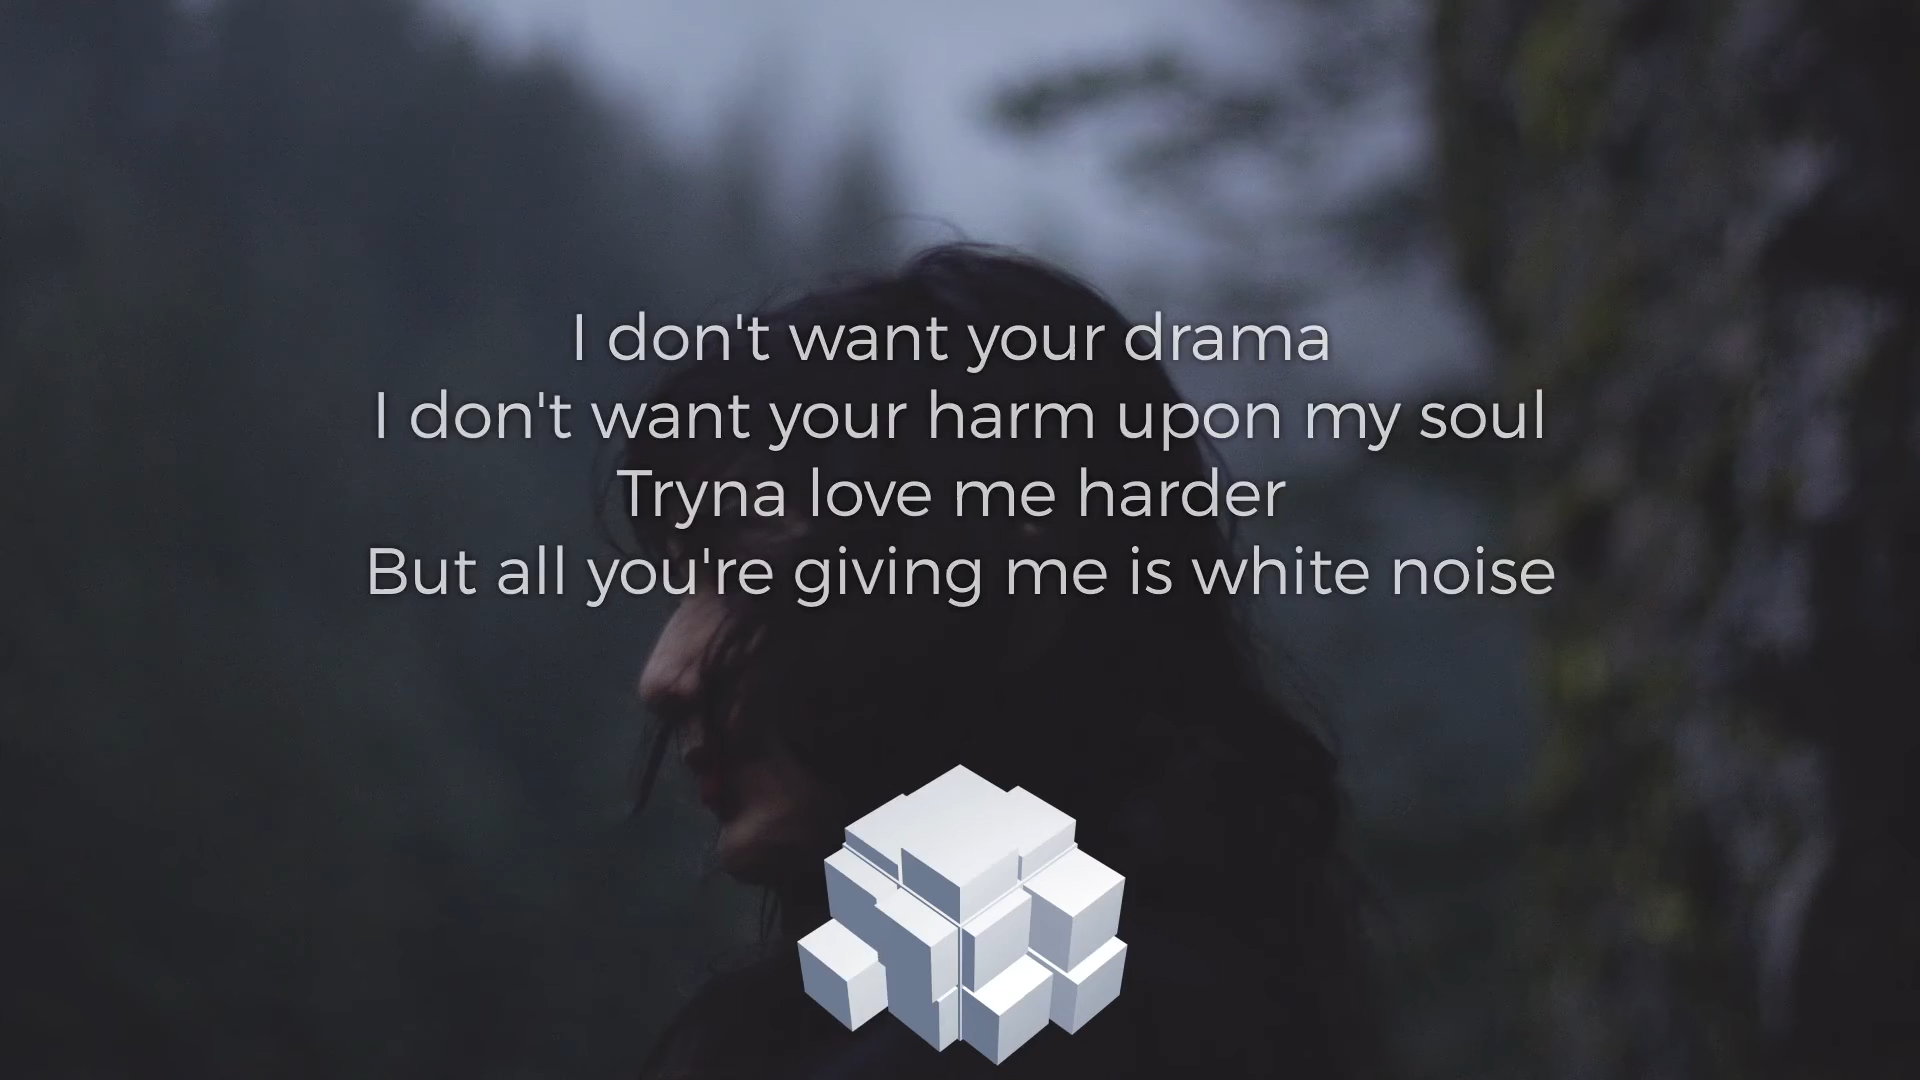 I don't want your drama
I don't want your harm upon my soul
Tryna love me harder
But all you're giving me is white noise